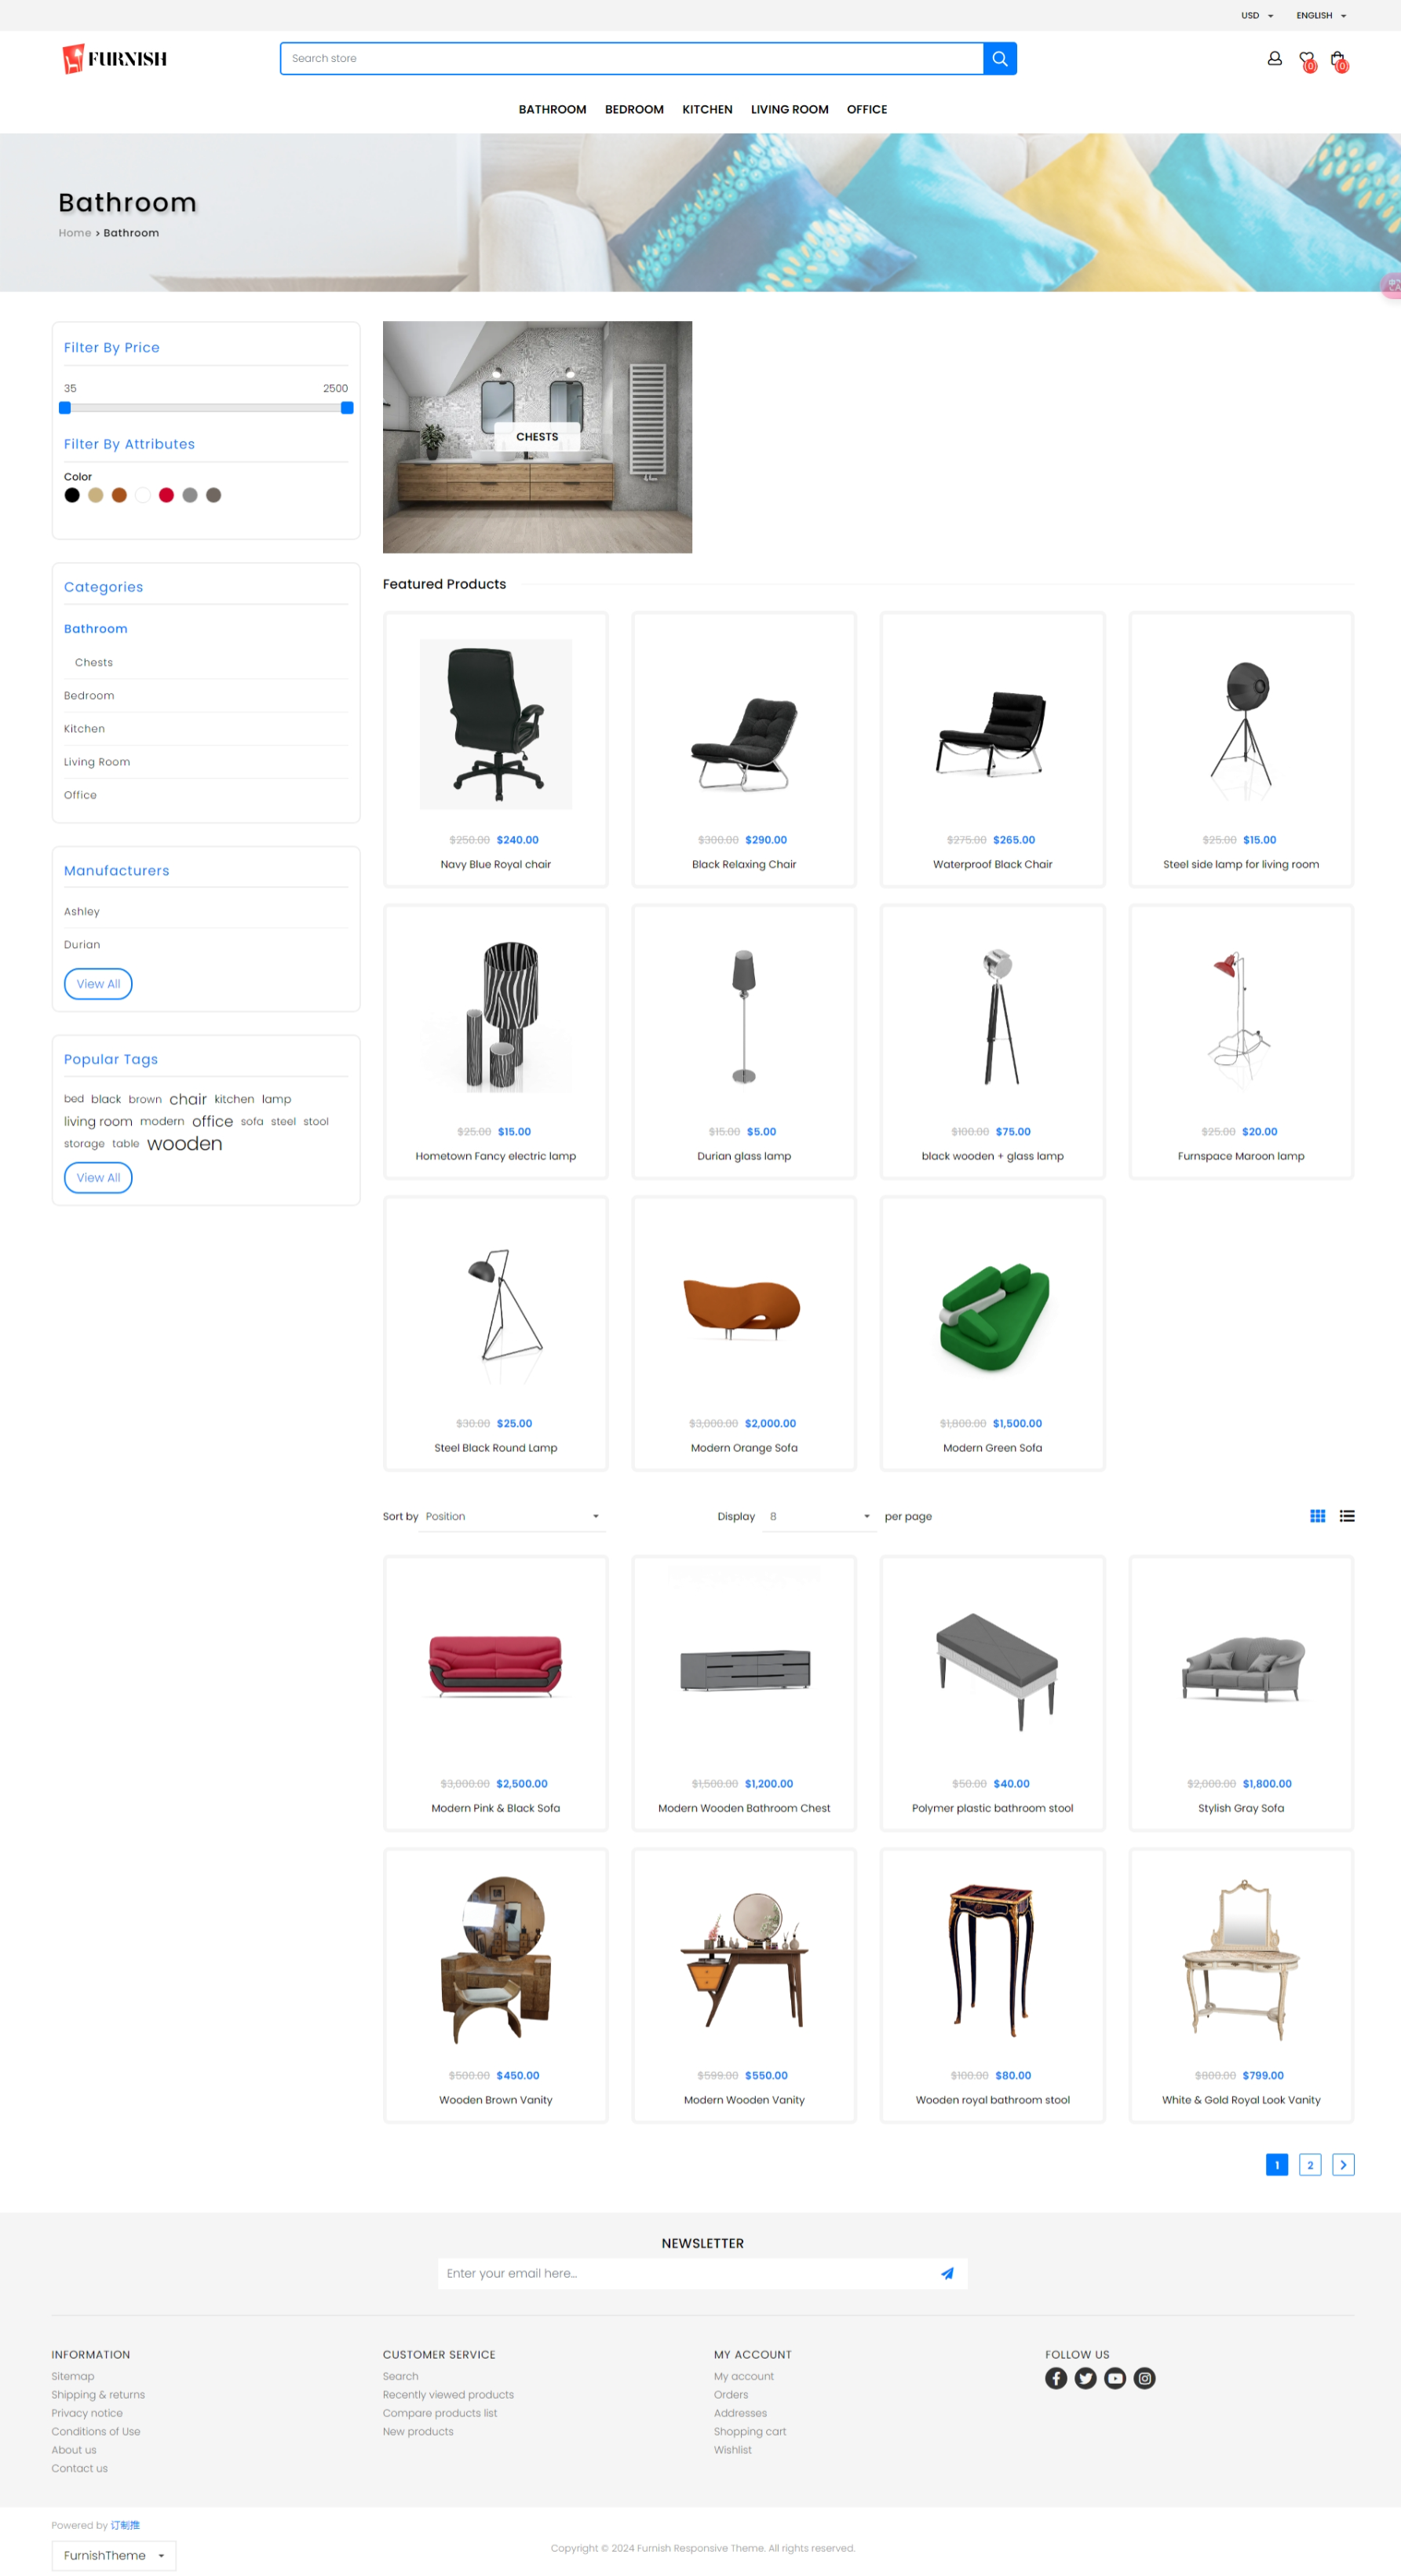 USD
ENGLISH
FURNISH
Search store
(0)
(0)
BATHROOM BEDROOM KITCHEN LIVING ROOM OFFICE
Bathroom
Home > Bathroom
Filter By Price
35 2500
Filter By Attributes
Color
CHESTS
Categories
Bathroom
Chests
Bedroom
Kitchen
Living Room
Office
Manufacturers
Ashley
Durian
View All
Popular Tags
bed black brown chair kitchen lamp
living room modern office sofa steel stool
storage table wooden
View All
Featured Products
$250.00 $240.00
Navy Blue Royal chair
$300.00 $290.00
Black Relaxing Chair
$275.00 $265.00
Waterproof Black Chair
$25.00 $15.00
Steel side lamp for living room
$25.00 $15.00
Hometown Fancy electric lamp
$15.00 $5.00
Durian glass lamp
$100.00 $75.00
black wooden + glass lamp
$25.00 $20.00
Furnspace Maroon lamp
$30.00 $25.00
Steel Black Round Lamp
$3,000.00 $2,000.00
Modern Orange Sofa
$1,800.00 $1,500.00
Modern Green Sofa
Sort by Position
Display 8 per page
$3,000.00 $2,500.00
Modern Pink & Black Sofa
$1,500.00 $1,200.00
Modern Wooden Bathroom Chest
$50.00 $40.00
Polymer plastic bathroom stool
$2,000.00 $1,800.00
Stylish Gray Sofa
$500.00 $450.00
Wooden Brown Vanity
$599.00 $550.00
Modern Wooden Vanity
$100.00 $80.00
Wooden royal bathroom stool
$800.00 $799.00
White & Gold Royal Look Vanity
1 2
NEWSLETTER
Enter your email here...
INFORMATION
Sitemap
Shipping & returns
Privacy notice
Conditions of Use
About us
Contact us
CUSTOMER SERVICE
Search
Recently viewed products
Compare products list
New products
MY ACCOUNT
My account
Orders
Addresses
Shopping cart
Wishlist
FOLLOW US
Powered by 订制推
FurnishTheme
Copyright © 2024 Furnish Responsive Theme. All rights reserved.